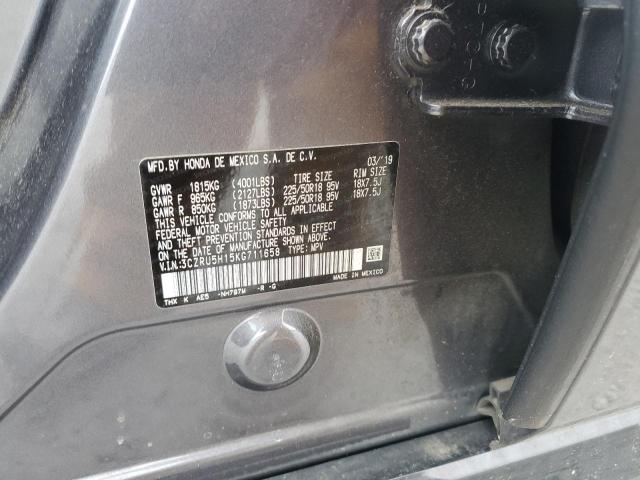 MFD.BY HONDA DE MEXICO S.A. DE C.V. 03/'19
GVWR 1815KG (4001LBS) TIRE SIZE RIM SIZE
GAWR F 965KG (2127LBS) 225/50R18 95V 18X7.5J
GAWR R 850KG (1873LBS) 225/50R18 95V 18X7.5J
THIS VEHICLE CONFORMS TO ALL APPLICABLE
FEDERAL MOTOR VEHICLE SAFETY STANDARDS IN EFFECT
ON THE DATE OF MANUFACTURE SHOWN ABOVE.
V.I.N:3CZRU5H15KG711658 TYPE: MPV
MADE IN MEXICO
THX K AE5 -NH797M -R -G